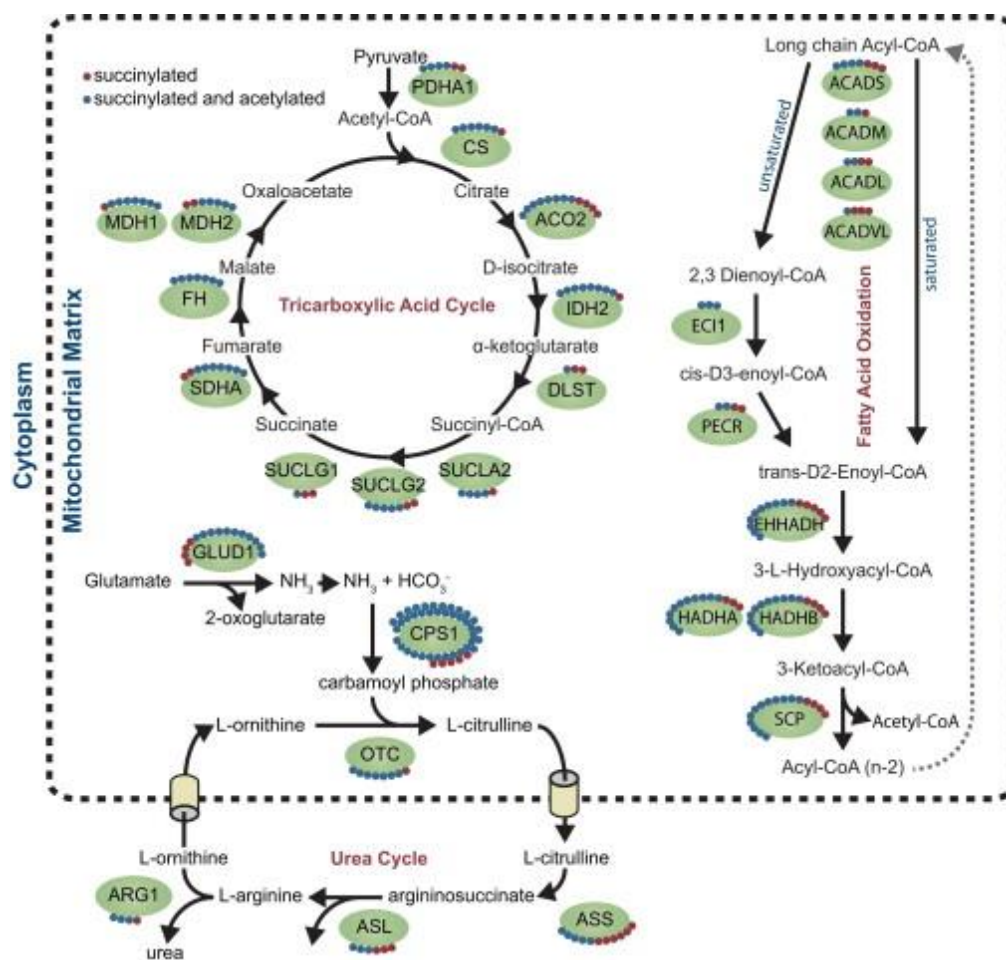 Pyruvate
Long chain Acyl-CoA
succinylated
succinylated and acetylated
PDHA1
ACADS
Acetyl-CoA
CS
ACADM
unsaturated
Oxaloacetate
Citrate
ACADL
MDH1
MDH2
ACO2
ACADVL
saturated
Malate
D-isocitrate
2,3 Dienoyl-CoA
FH
Tricarboxylic Acid Cycle
IDH2
ECI1
Fatty Acid Oxidation
Fumarate
α-ketoglutarate
cis-D3-enoyl-CoA
SDHA
DLST
PECR
Succinate
Succinyl-CoA
Cytoplasm
Mitochondrial Matrix
SUCLG1
SUCLG2
SUCLA2
trans-D2-Enoyl-CoA
EHHADH
GLUD1
Glutamate
NH3
NH3 + HCO3-
3-L-Hydroxyacyl-CoA
2-oxoglutarate
CPS1
HADHA
HADHB
carbamoyl phosphate
3-Ketoacyl-CoA
L-ornithine
L-citrulline
SCP
Acetyl-CoA
OTC
Acyl-CoA (n-2)
L-ornithine
Urea Cycle
L-citrulline
ARG1
L-arginine
argininosuccinate
ASL
ASS
urea